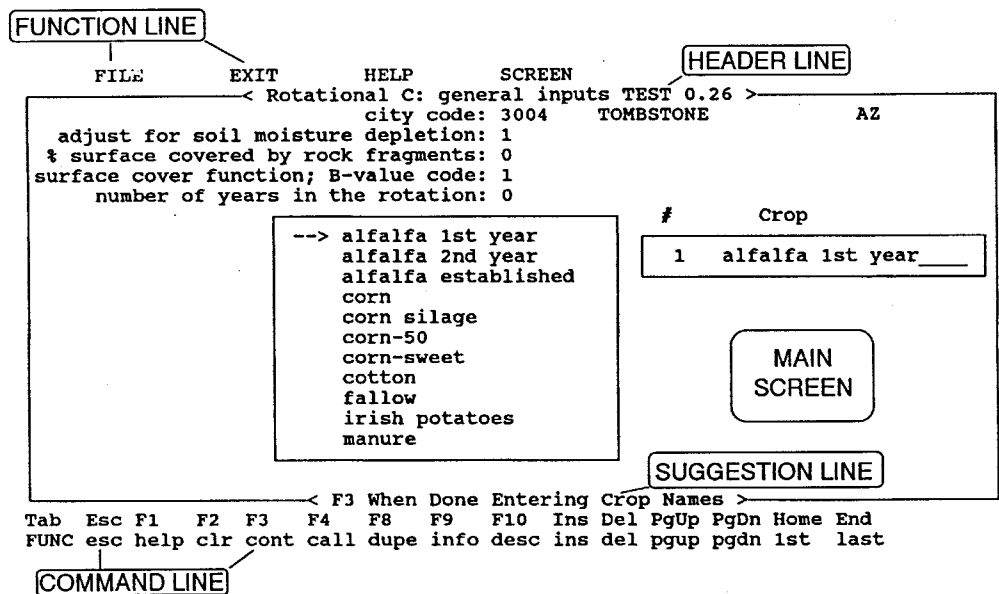 FUNCTION LINE
HEADER LINE
FILE EXIT HELP SCREEN
< Rotational C: general inputs TEST 0.26 >
city code: 3004 TOMBSTONE AZ
adjust for soil moisture depletion: 1
% surface covered by rock fragments: 0
surface cover function; B-value code: 1
number of years in the rotation: 0
# Crop
--> alfalfa 1st year
1 alfalfa 1st year____
alfalfa 2nd year
alfalfa established
corn
corn silage
corn-50
corn-sweet
cotton
fallow
irish potatoes
manure
MAIN
SCREEN
SUGGESTION LINE
< F3 When Done Entering Crop Names >
Tab Esc F1 F2 F3 F4 F8 F9 F10 Ins Del PgUp PgDn Home End
FUNC esc help clr cont call dupe info desc ins del pgup pgdn 1st last
COMMAND LINE